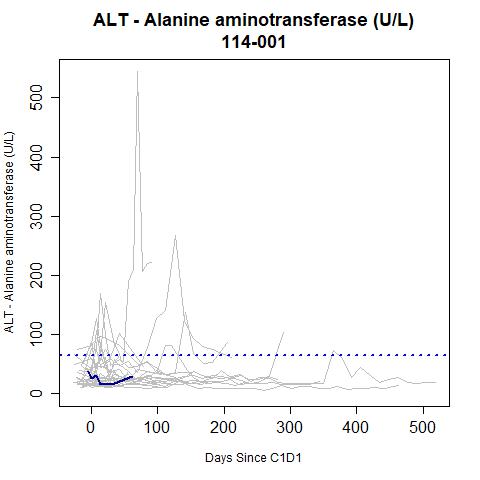 ALT - Alanine aminotransferase (U/L)
114-001
ALT - Alanine aminotransferase (U/L)
500
400
300
200
100
0
0 100 200 300 400 500
Days Since C1D1